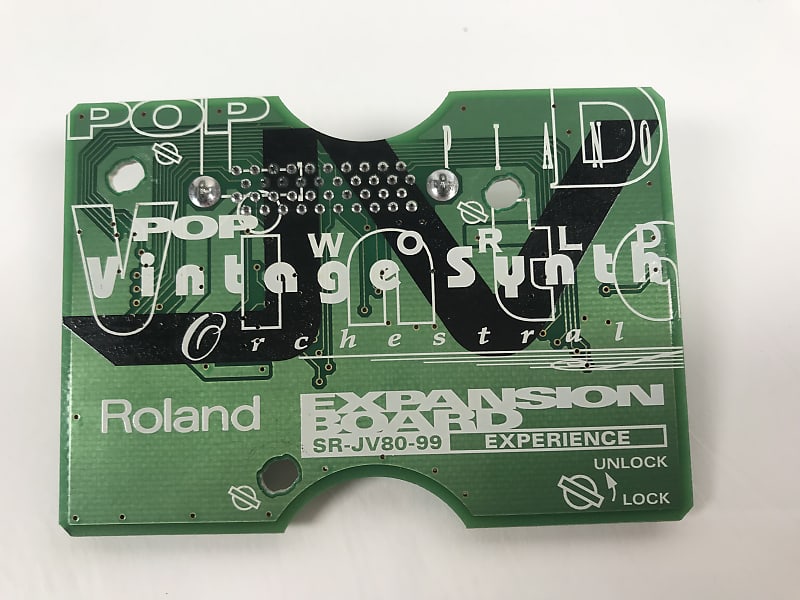 POP
PIANO
POP
WORLD
Vintage Synth
Orchestral
Roland
EXPANSION
BOARD
SR-JV80-99 EXPERIENCE
UNLOCK
LOCK